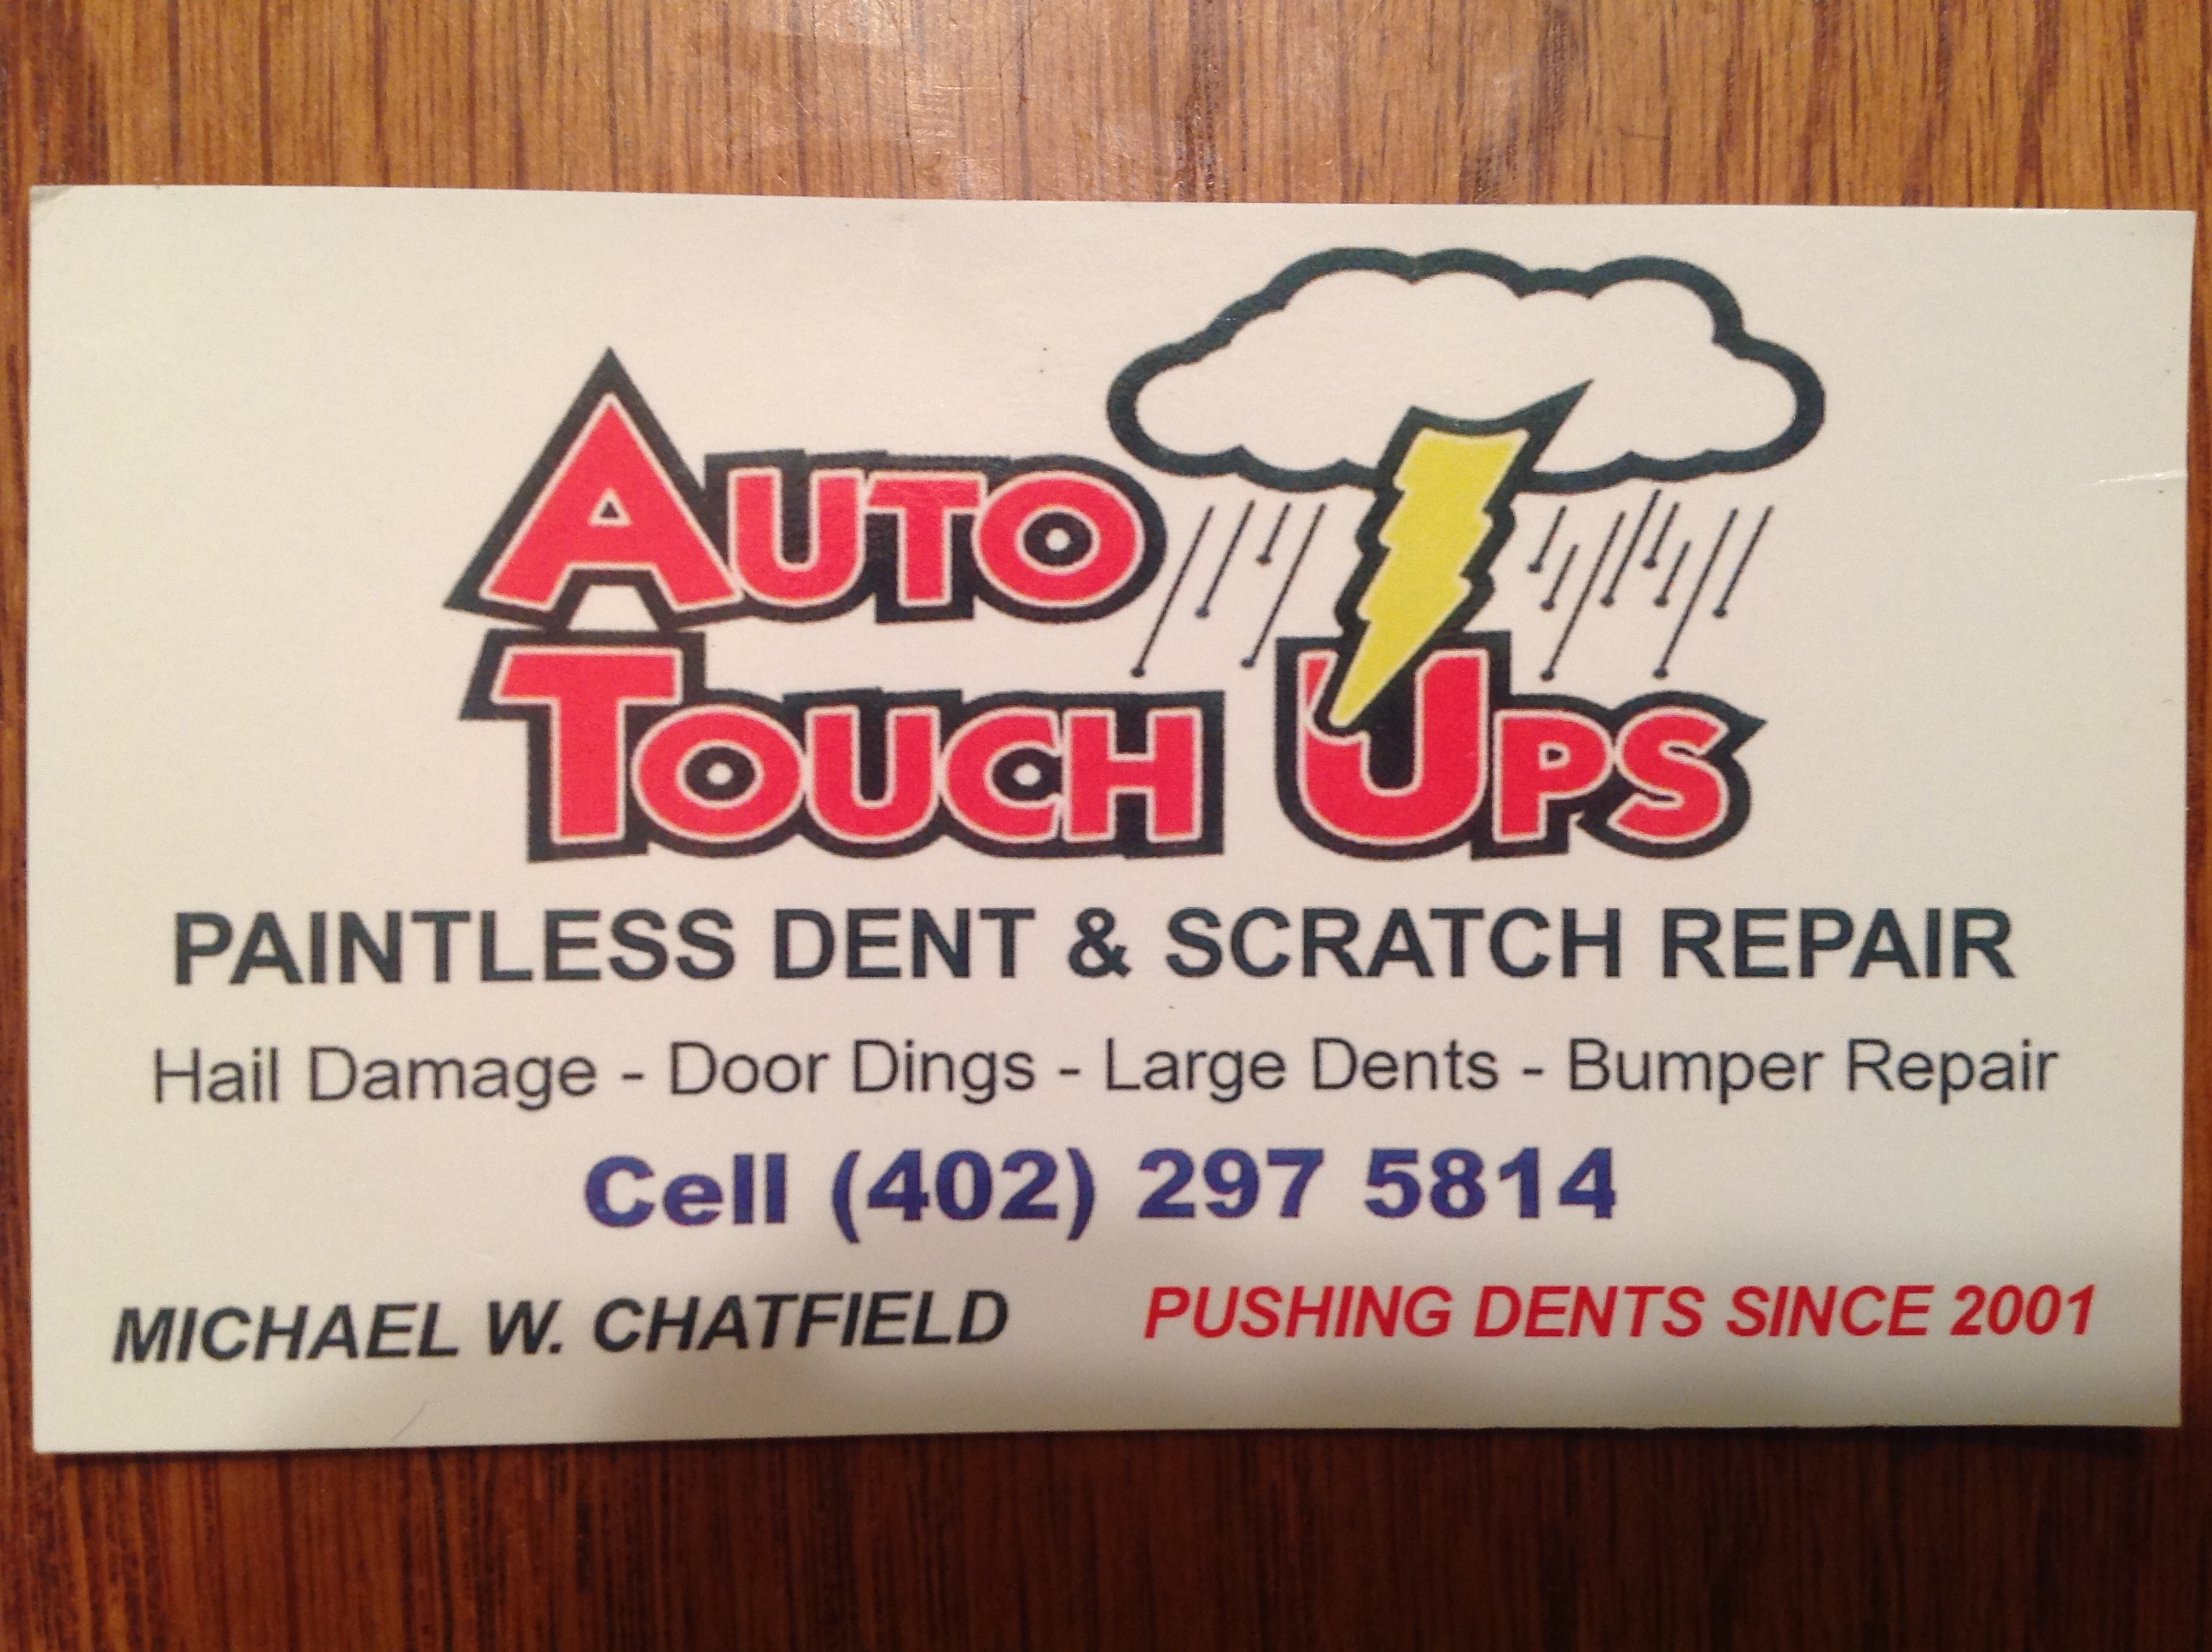 AUTO
TOUCH UPS
PAINTLESS DENT & SCRATCH REPAIR
Hail Damage - Door Dings - Large Dents - Bumper Repair
Cell (402) 297 5814
MICHAEL W. CHATFIELD PUSHING DENTS SINCE 2001